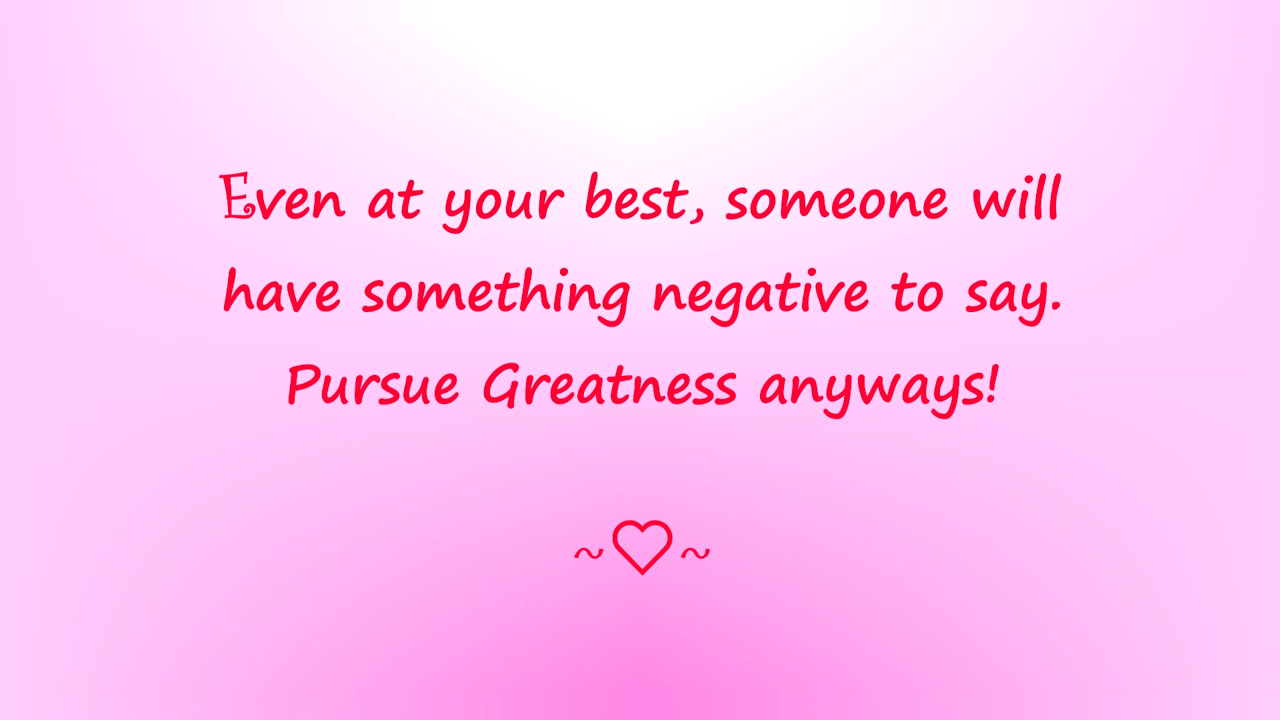 Even at your best, someone will
have something negative to say.
Pursue Greatness anyways!
~♡~